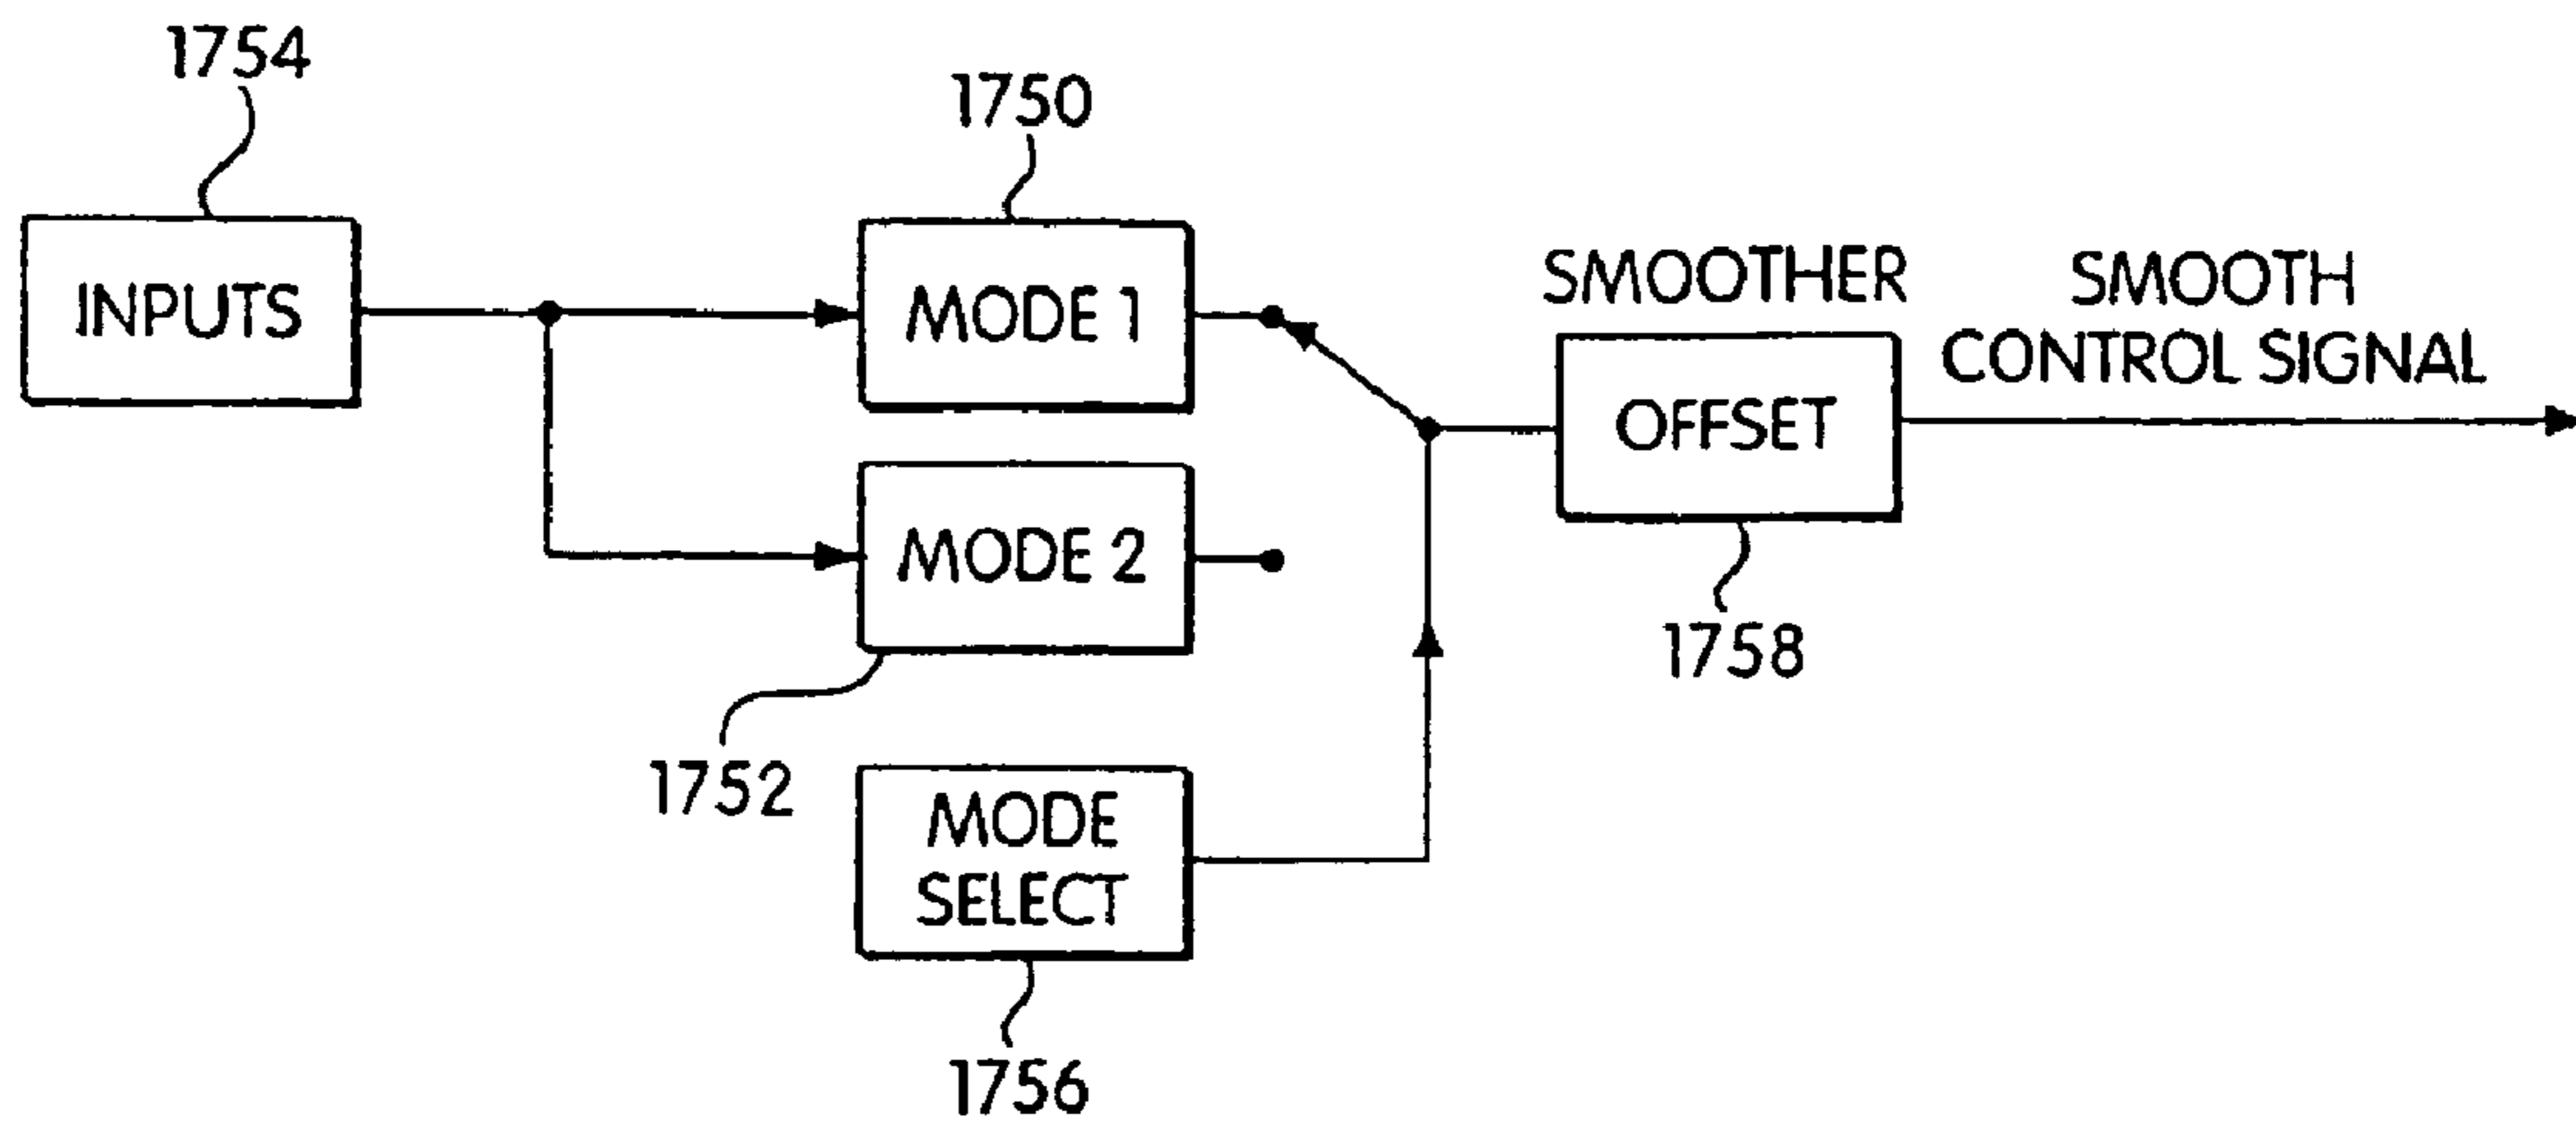 1754
1750
INPUTS
MODE 1
SMOOTHER
OFFSET
SMOOTH
CONTROL SIGNAL
MODE 2
1758
1752
MODE
SELECT
1756